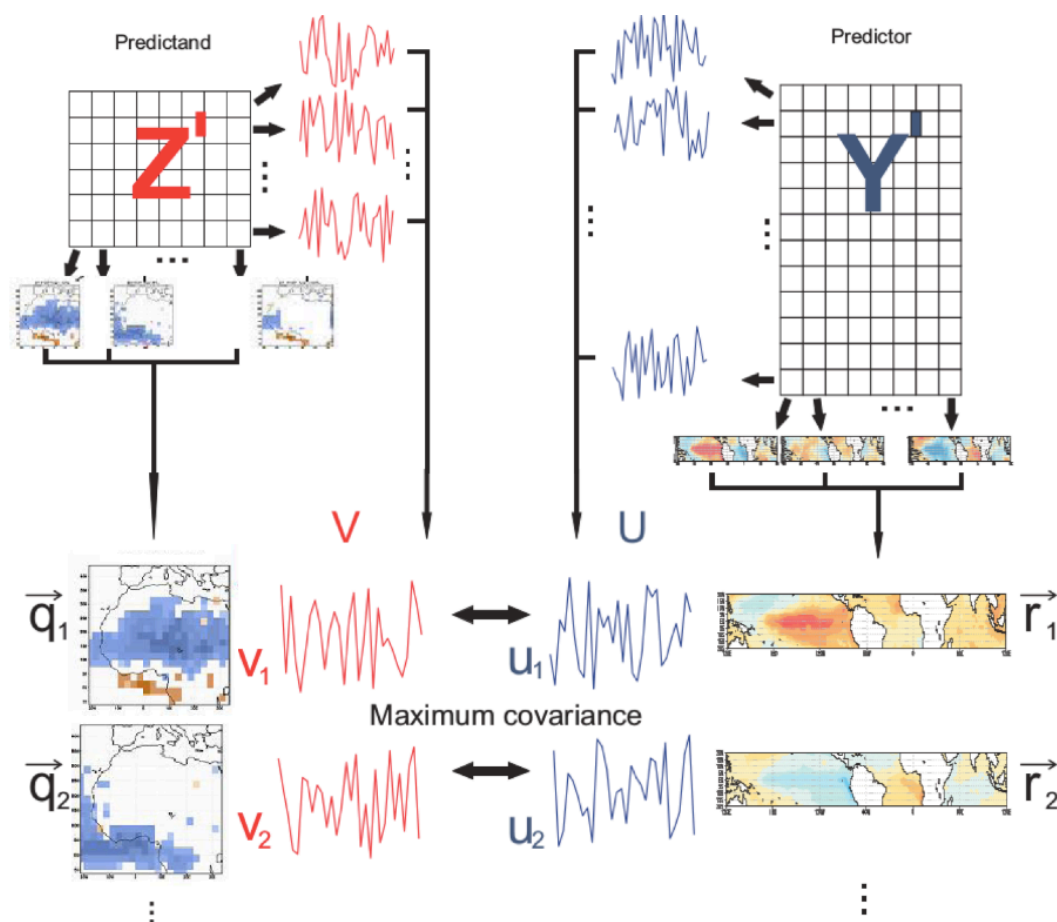 Predictand
Predictor
Z'
Y'
V
U
q₁
v₁
u₁
r₁
Maximum covariance
q₂
v₂
u₂
r₂